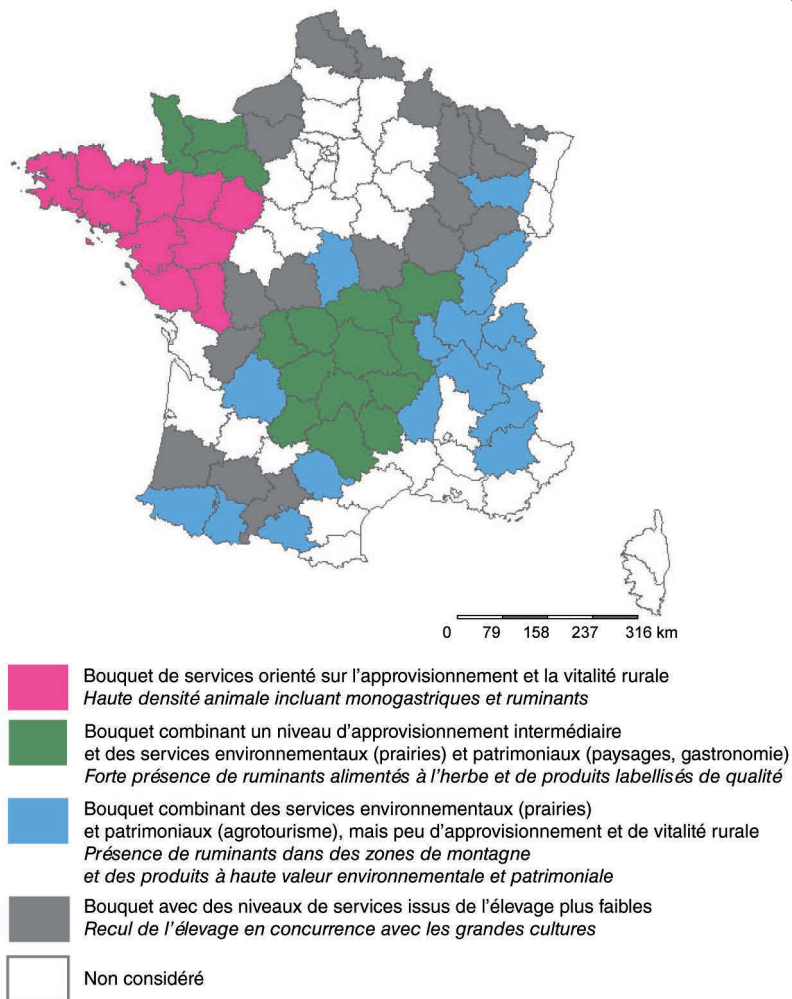 0 79 158 237 316 km
Bouquet de services orienté sur l'approvisionnement et la vitalité rurale
Haute densité animale incluant monogastriques et ruminants
Bouquet combinant un niveau d'approvisionnement intermédiaire
et des services environnementaux (prairies) et patrimoniaux (paysages, gastronomie)
Forte présence de ruminants alimentés à l'herbe et de produits labellisés de qualité
Bouquet combinant des services environnementaux (prairies)
et patrimoniaux (agrotourisme), mais peu d'approvisionnement et de vitalité rurale
Présence de ruminants dans des zones de montagne
et des produits à haute valeur environnementale et patrimoniale
Bouquet avec des niveaux de services issus de l'élevage plus faibles
Recul de l'élevage en concurrence avec les grandes cultures
Non considéré